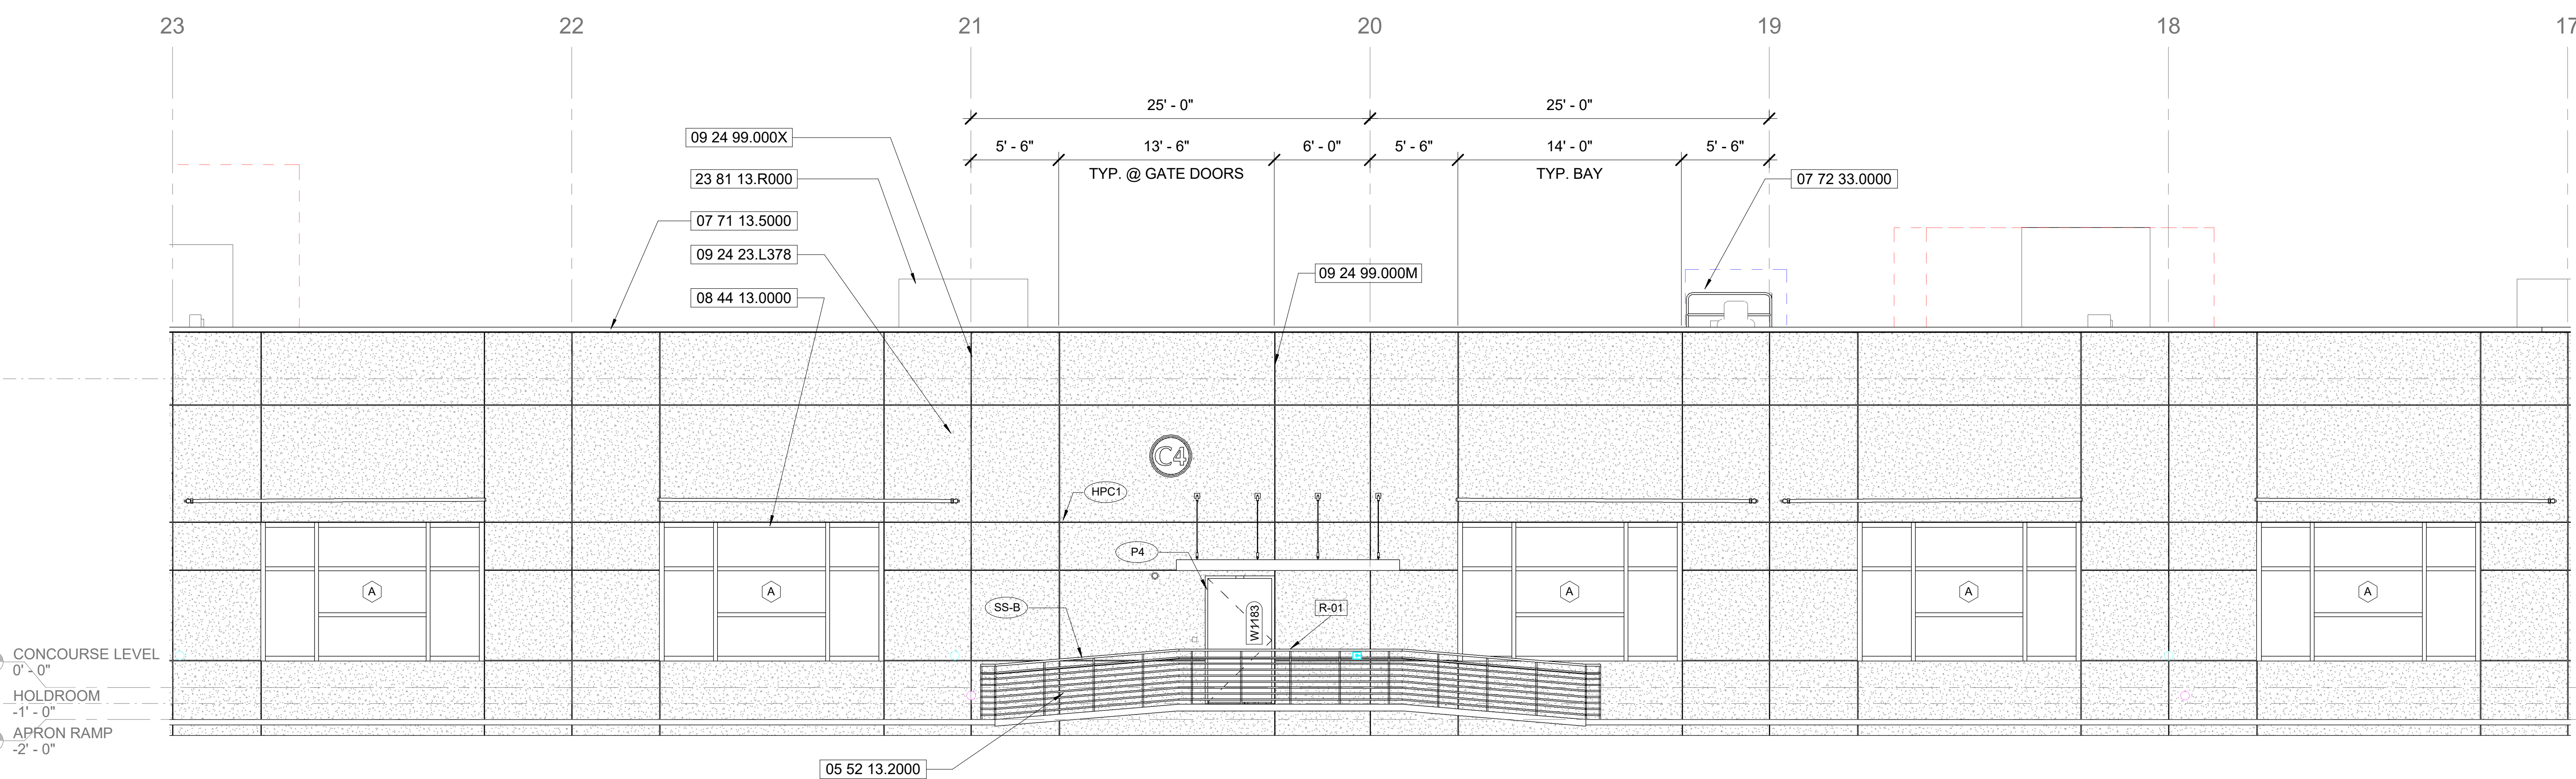 23
22
21
20
19
18
17
25' - 0"
25' - 0"
5' - 6"
13' - 6"
6' - 0"
5' - 6"
14' - 0"
5' - 6"
TYP. @ GATE DOORS
TYP. BAY
09 24 99.000X
23 81 13.R000
07 72 33.0000
07 71 13.5000
09 24 23.L378
09 24 99.000M
08 44 13.0000
C4
HPC1
P4
A
A
A
A
A
SS-B
W1183
R-01
CONCOURSE LEVEL
0' - 0"
HOLDROOM
-1' - 0"
APRON RAMP
-2' - 0"
05 52 13.2000